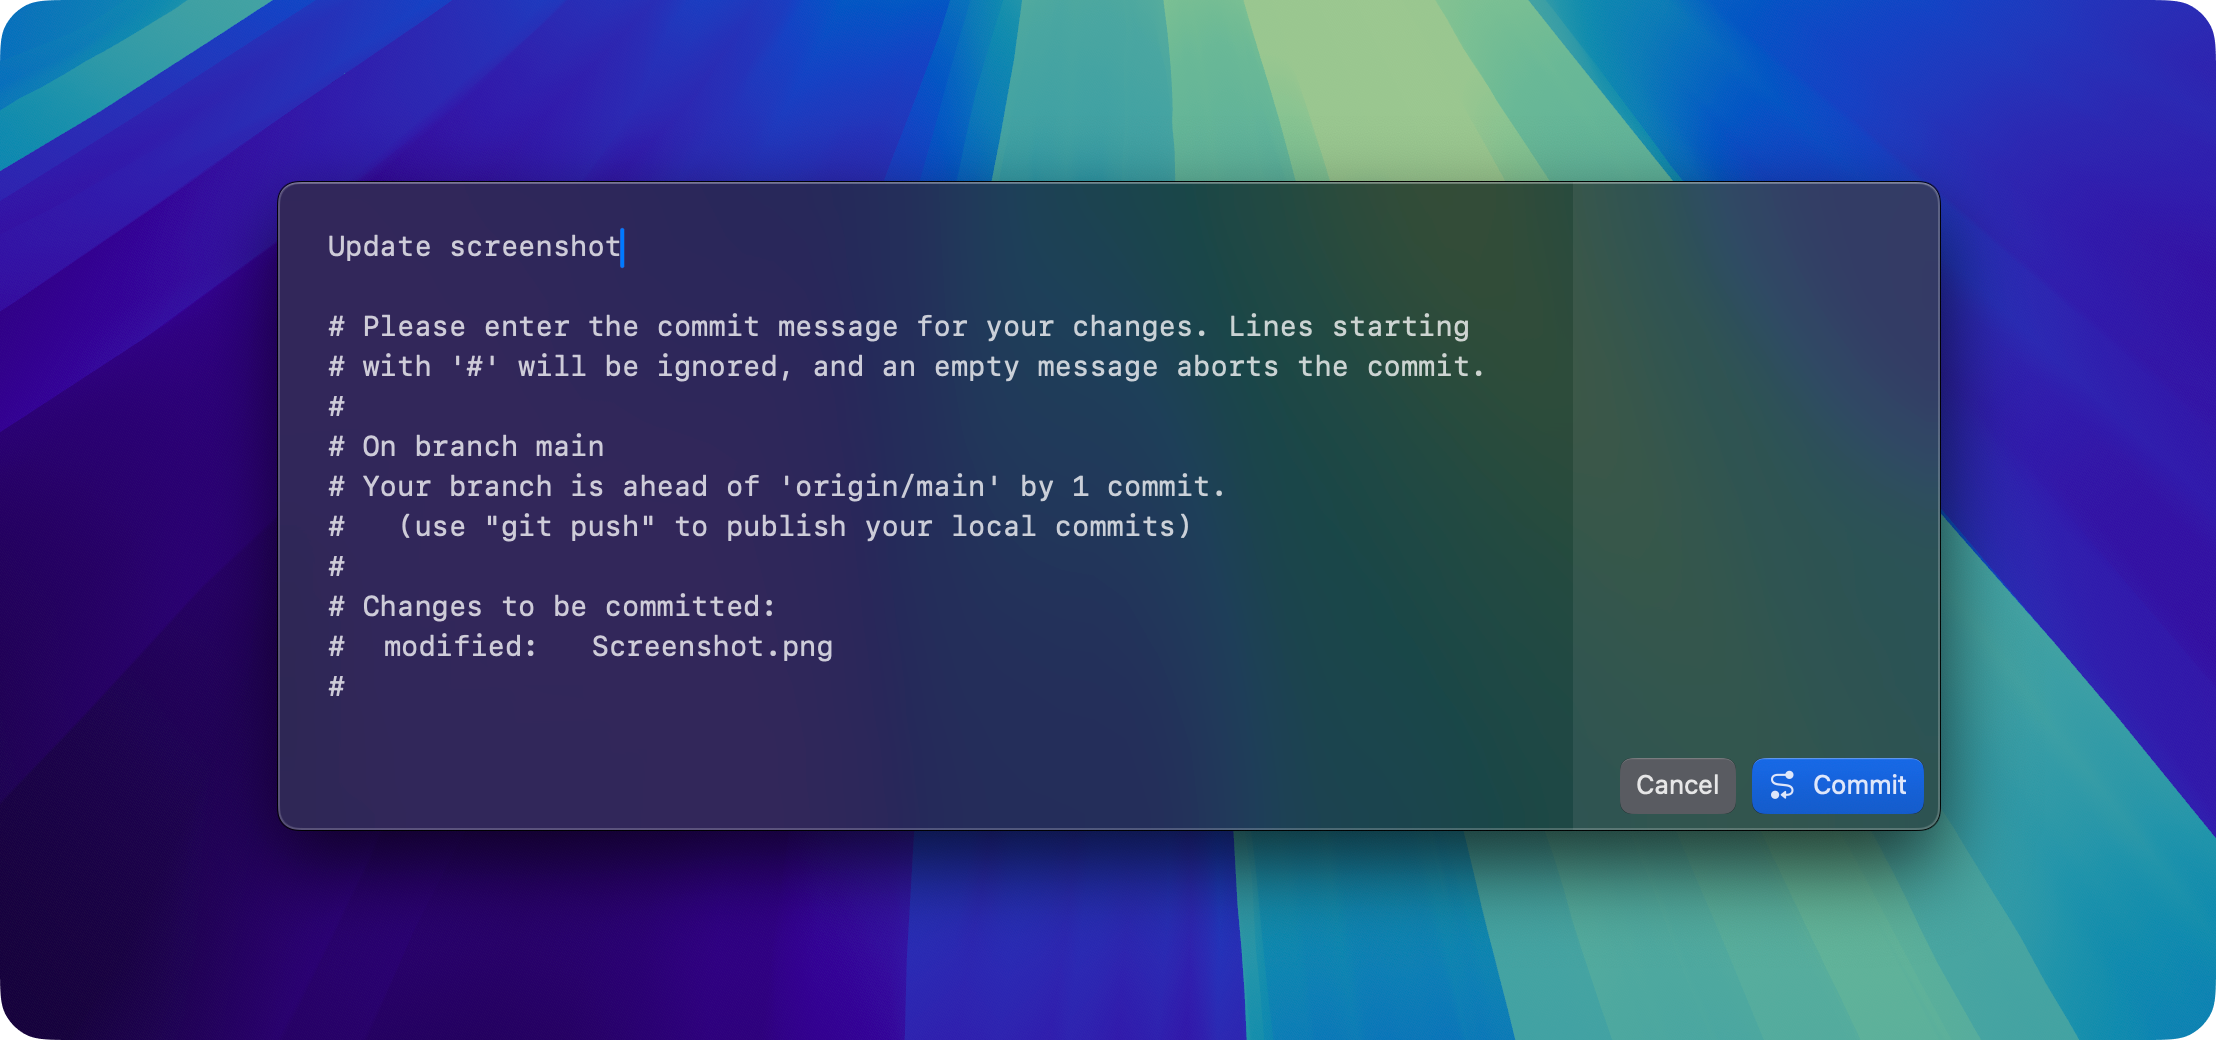 Update screenshot
# Please enter the commit message for your changes. Lines starting
# with '#' will be ignored, and an empty message aborts the commit.
#
# On branch main
# Your branch is ahead of 'origin/main' by 1 commit.
#   (use "git push" to publish your local commits)
#
# Changes to be committed:
#  modified:   Screenshot.png
#
Cancel
Commit